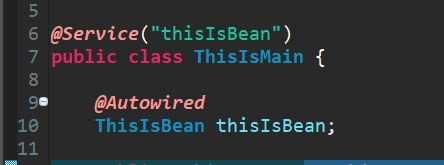 5
6 @Service("thisIsBean")
7 public class ThisIsMain {
8
9 @Autowired
10 ThisIsBean thisIsBean;
11